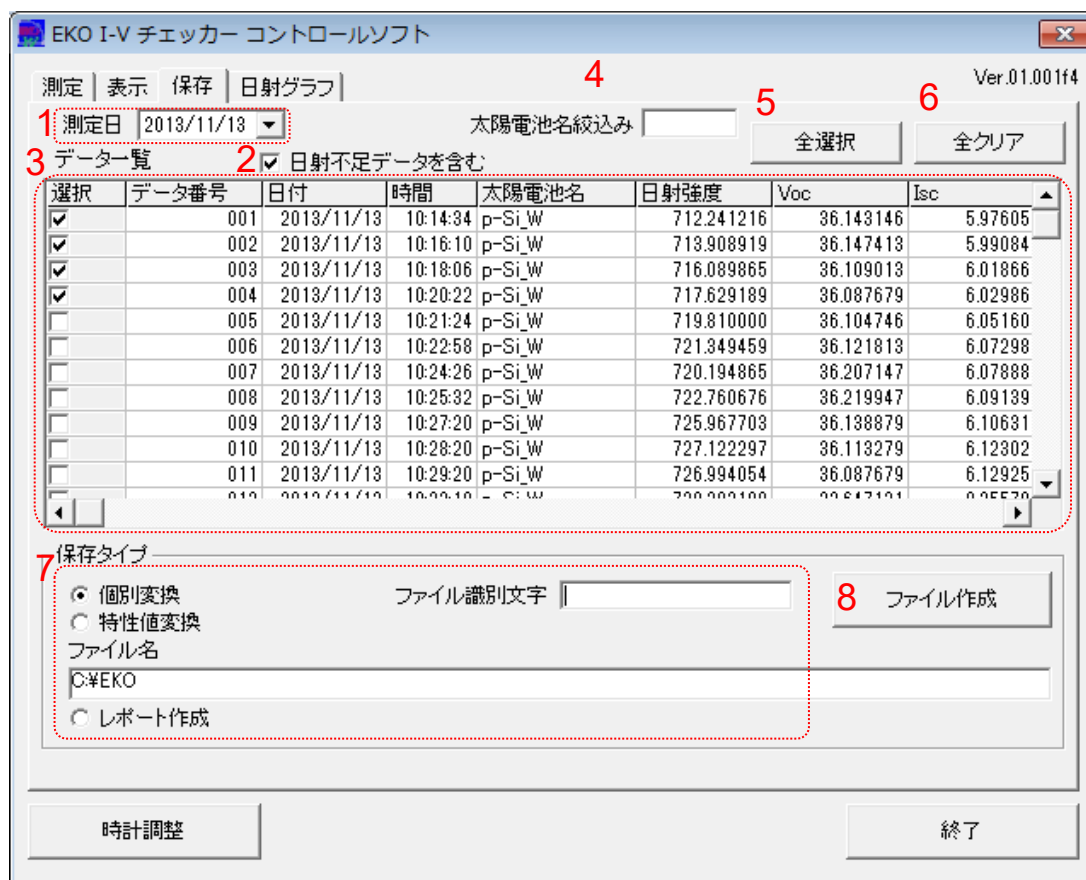 EKO I-V チェッカー コントロールソフト
測定 表示 保存 日射グラフ Ver.01.001f4
4 5 6
1 測定日 2013/11/13 太陽電池名絞込み 全選択 全クリア
3 データ一覧 2 日射不足データを含む
選択 データ番号 日付 時間 太陽電池名 日射強度 Voc Isc
001 2013/11/13 10:14:34 p-Si_W 712.241216 36.143146 5.97605
002 2013/11/13 10:16:10 p-Si_W 713.908919 36.147413 5.99084
003 2013/11/13 10:18:06 p-Si_W 716.089865 36.109013 6.01866
004 2013/11/13 10:20:22 p-Si_W 717.629189 36.087679 6.02986
005 2013/11/13 10:21:24 p-Si_W 719.810000 36.104746 6.05160
006 2013/11/13 10:22:58 p-Si_W 721.349459 36.121813 6.07298
007 2013/11/13 10:24:26 p-Si_W 720.194865 36.207147 6.07888
008 2013/11/13 10:25:32 p-Si_W 722.760676 36.219947 6.09139
009 2013/11/13 10:27:20 p-Si_W 725.967703 36.138879 6.10631
010 2013/11/13 10:28:20 p-Si_W 727.122297 36.113279 6.12302
011 2013/11/13 10:29:20 p-Si_W 726.994054 36.087679 6.12925
保存タイプ
7 個別変換 ファイル識別文字 8 ファイル作成
特性値変換
ファイル名
C:¥EKO
レポート作成
時計調整 終了